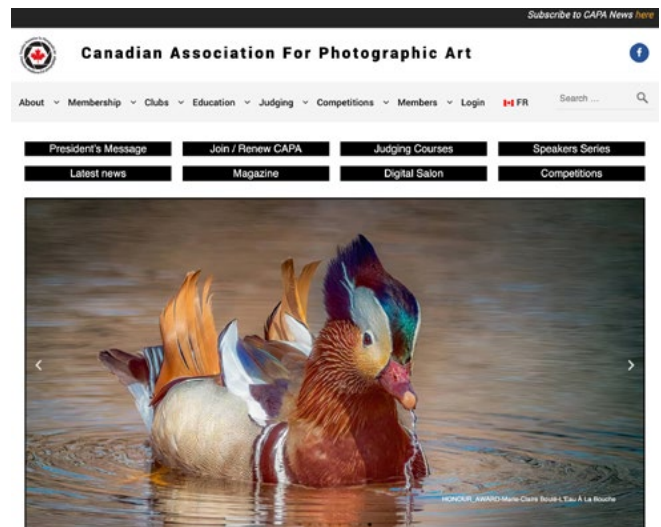 Subscribe to CAPA News here
Canadian Association For Photographic Art
About Membership Clubs Education Judging Competitions Members Login FR Search ...
President's Message Join / Renew CAPA Judging Courses Speakers Series
Latest news Magazine Digital Salon Competitions
HONOUR_AWARD-Marie-Claire Bouré-L'Eau À La Bouche